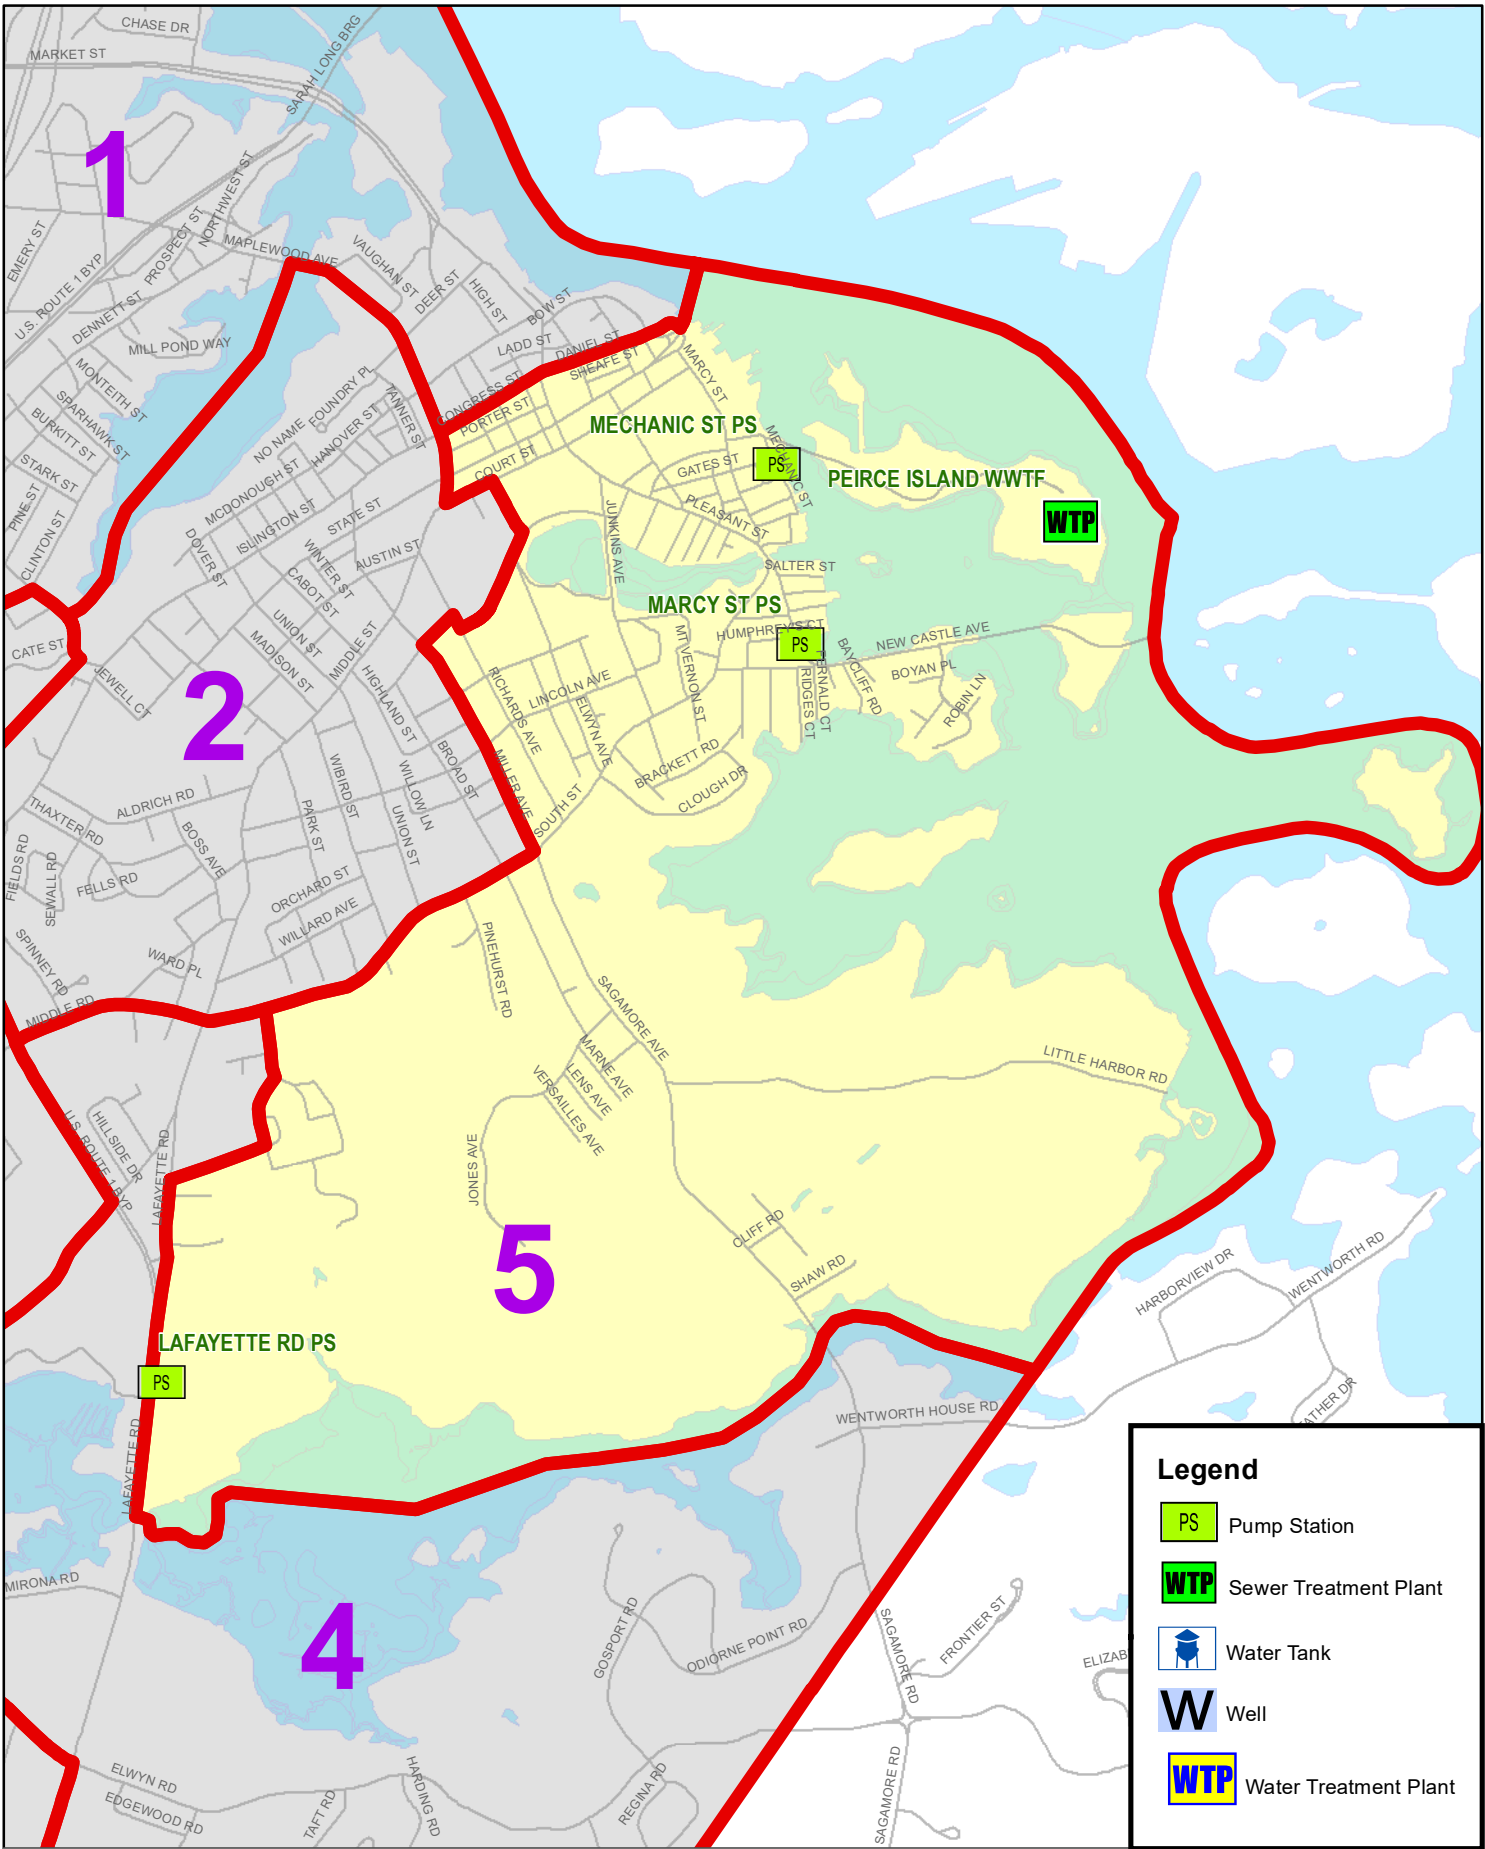 CHASE DR
MARKET ST
SARAH LONG BRG
1
EMERY ST
U.S. ROUTE 1 BYP
PROSPECT ST
NORTHWEST ST
MAPLEWOOD AVE
VAUGHAN ST
DEER ST
HIGH ST
BOW ST
DENNETT ST
MILL POND WAY
LADD ST
DANIEL ST
SHEAFE ST
MARCY ST
MONTEITH ST
SPARHAWK ST
BURKITT ST
STARK ST
PINE ST
CLINTON ST
FOUNDRY PL
NO NAME
HANOVER ST
TANNER ST
CONGRESS ST
PORTER ST
COURT ST
MECHANIC ST PS
MECHANIC ST
PS
GATES ST
PEIRCE ISLAND WWTF
WTP
MCDONOUGH ST
ISLINGTON ST
STATE ST
DOVER ST
WINTER ST
AUSTIN ST
CABOT ST
JUNKINS AVE
PLEASANT ST
SALTER ST
MARCY ST PS
HUMPHREY'S CT
PS
NEW CASTLE AVE
CATE ST
JEWELL CT
UNION ST
MADISON ST
MIDDLE ST
HIGHLAND ST
2
MT VERNON ST
BAYCLIFF RD
BOYAN PL
ROBIN LN
FERNALD CT
RIDGES CT
RICHARDS AVE
LINCOLN AVE
ELWYN AVE
BRACKETT RD
CLOUGH DR
MILLER AVE
SOUTH ST
BROAD ST
WILLOW LN
WIBIRD ST
UNION ST
PARK ST
ALDRICH RD
THAXTER RD
BOSS AVE
FIELDS RD
SEWALL RD
FELLS RD
ORCHARD ST
WILLARD AVE
SPINNEY RD
WARD PL
MIDDLE RD
PINEHURST RD
SAGAMORE AVE
MARNE AVE
LENS AVE
VERSAILLES AVE
LITTLE HARBOR RD
JONES AVE
U.S. ROUTE 1 BYP
HILLSIDE DR
LAFAYETTE RD
5
CLIFF RD
SHAW RD
HARBORVIEW DR
WENTWORTH RD
LAFAYETTE RD PS
PS
LAFAYETTE RD
WENTWORTH HOUSE RD
ATHER DR
MIRONA RD
4
GOSPORT RD
ODIORNE POINT RD
SAGAMORE RD
FRONTIER ST
ELIZAB
ELWYN RD
EDGEWOOD RD
TAFT RD
HARDING RD
REGINA RD
SAGAMORE RD
Legend
PS Pump Station
WTP Sewer Treatment Plant
Water Tank
W Well
WTP Water Treatment Plant